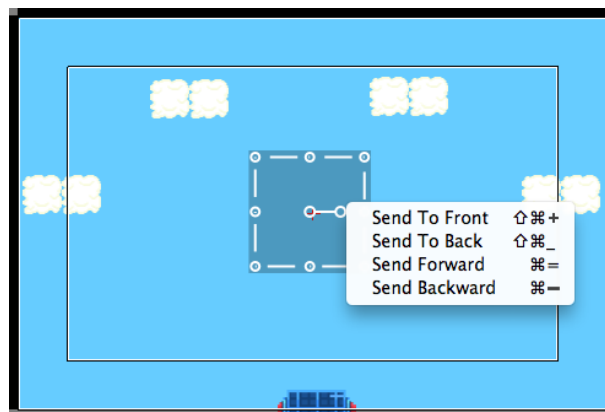 Send To Front ⇧⌘+
Send To Back ⇧⌘_
Send Forward ⌘=
Send Backward ⌘−